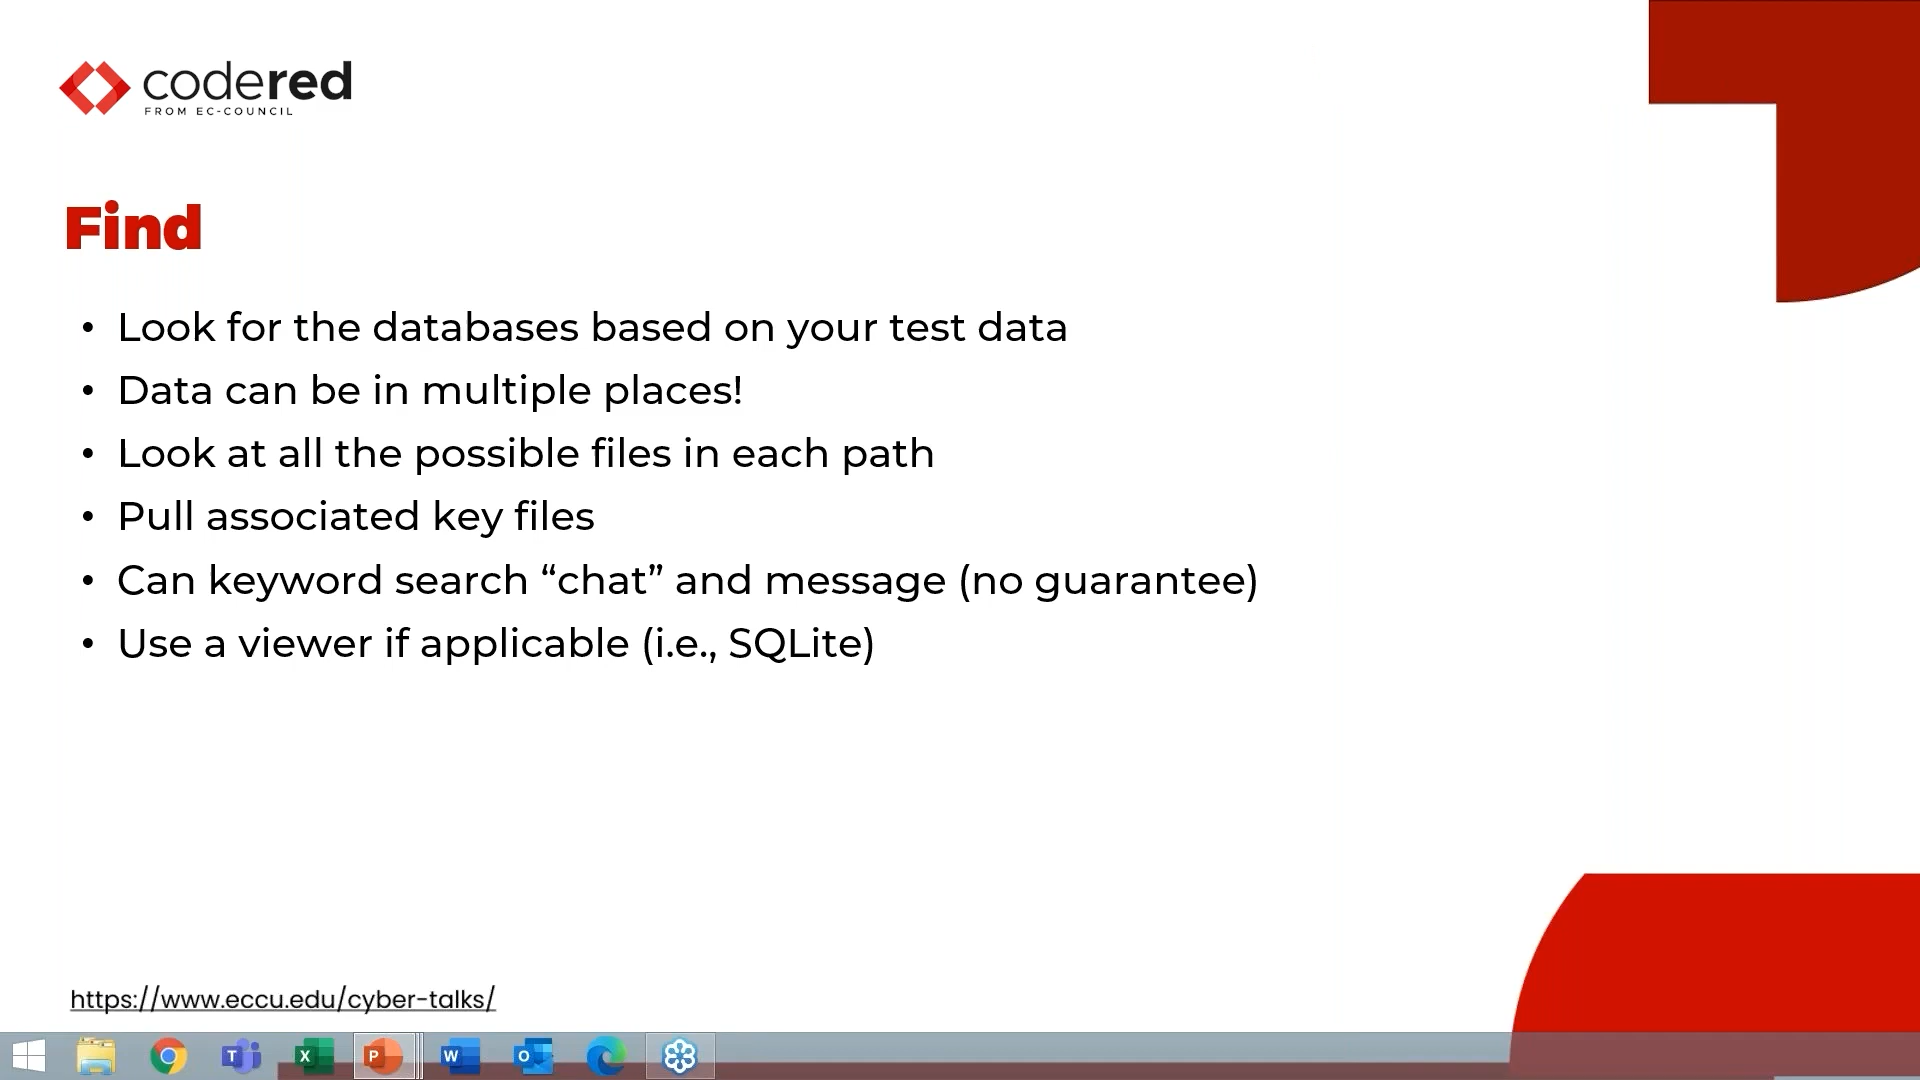 codered
FROM EC-COUNCIL
Find
• Look for the databases based on your test data
• Data can be in multiple places!
• Look at all the possible files in each path
• Pull associated key files
• Can keyword search “chat” and message (no guarantee)
• Use a viewer if applicable (i.e., SQLite)
https://www.eccu.edu/cyber-talks/
T X P W O